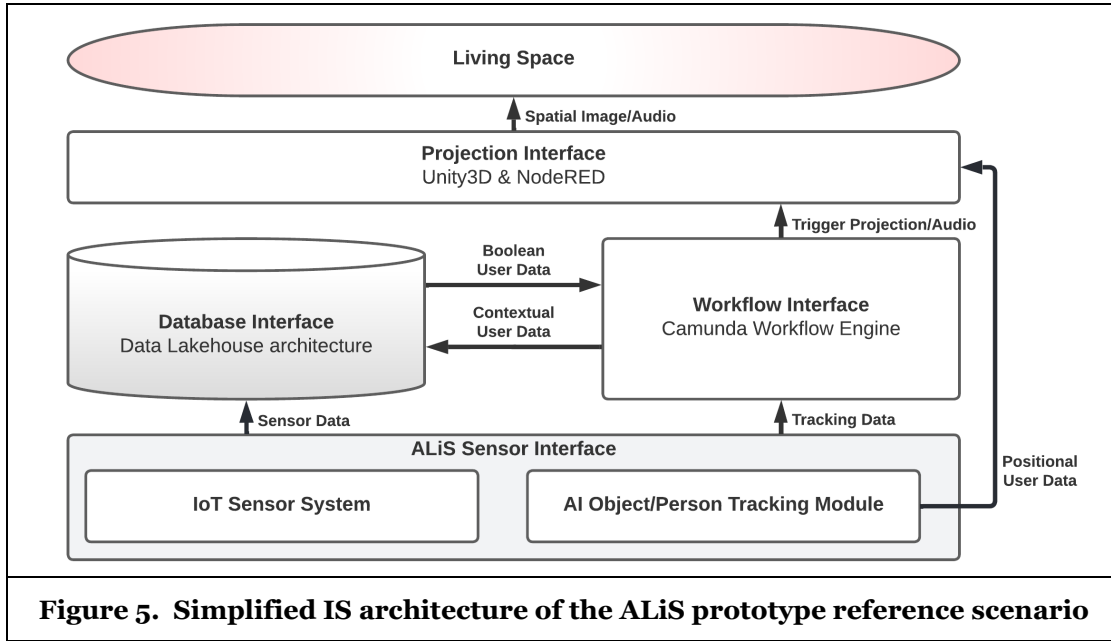 Living Space
Spatial Image/Audio
Projection Interface
Unity3D & NodeRED
Trigger Projection/Audio
Boolean
User Data
Contextual
User Data
Database Interface
Data Lakehouse architecture
Workflow Interface
Camunda Workflow Engine
Sensor Data
Tracking Data
ALiS Sensor Interface
IoT Sensor System
AI Object/Person Tracking Module
Positional
User Data
Figure 5. Simplified IS architecture of the ALiS prototype reference scenario